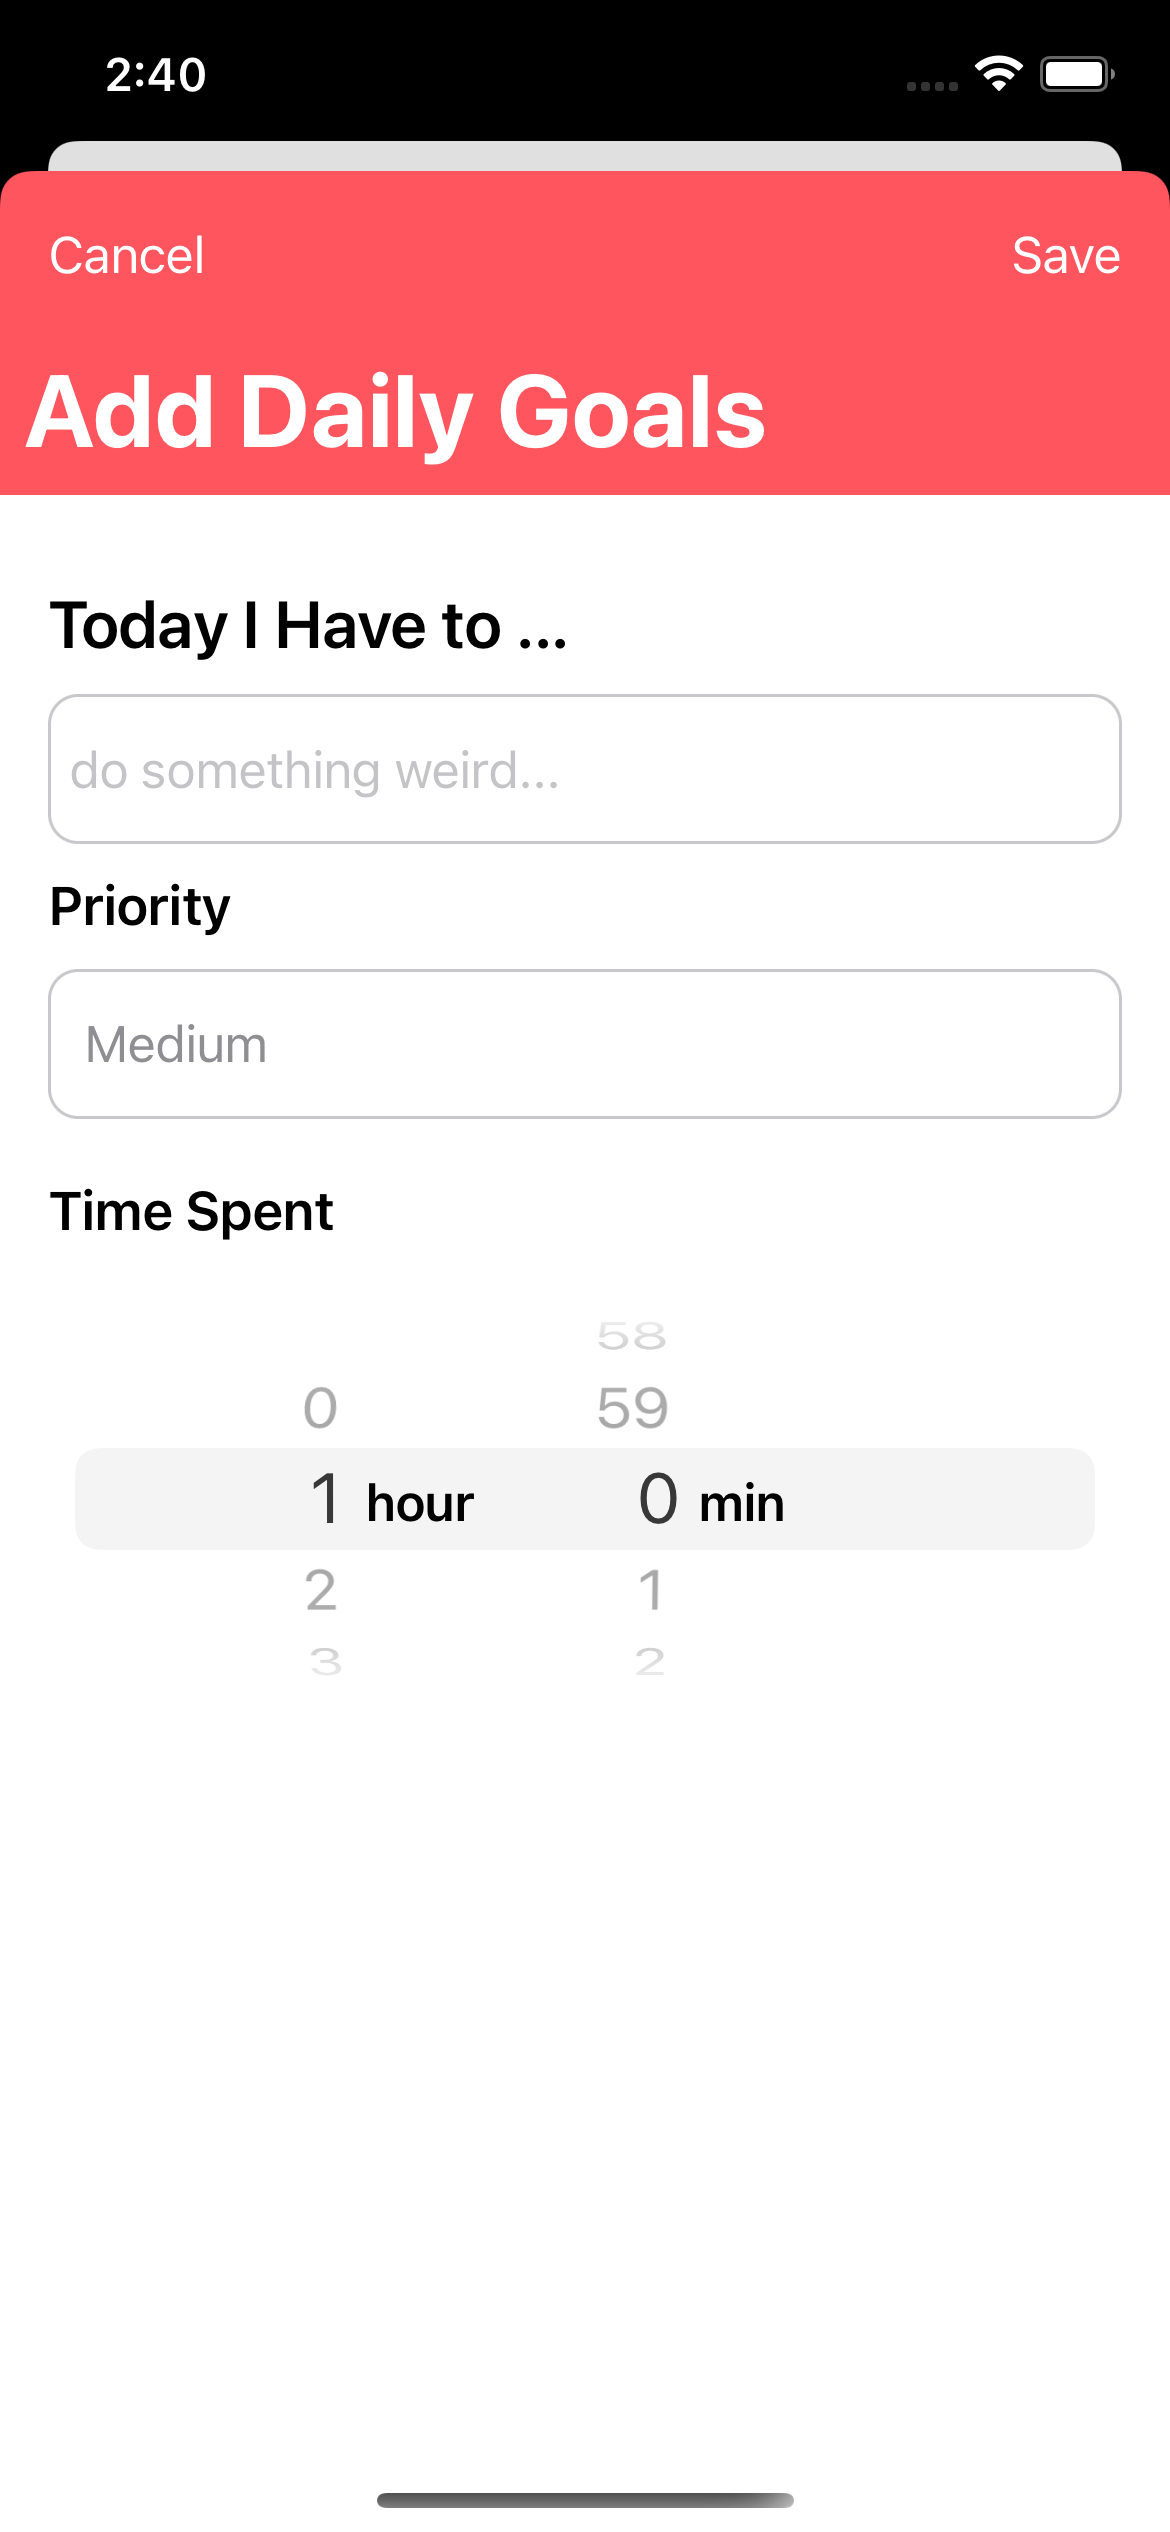 2:40
Cancel
Save
Add Daily Goals
Today I Have to ...
do something weird...
Priority
Medium
Time Spent
58
0 59
1 hour 0 min
2 1
3 2